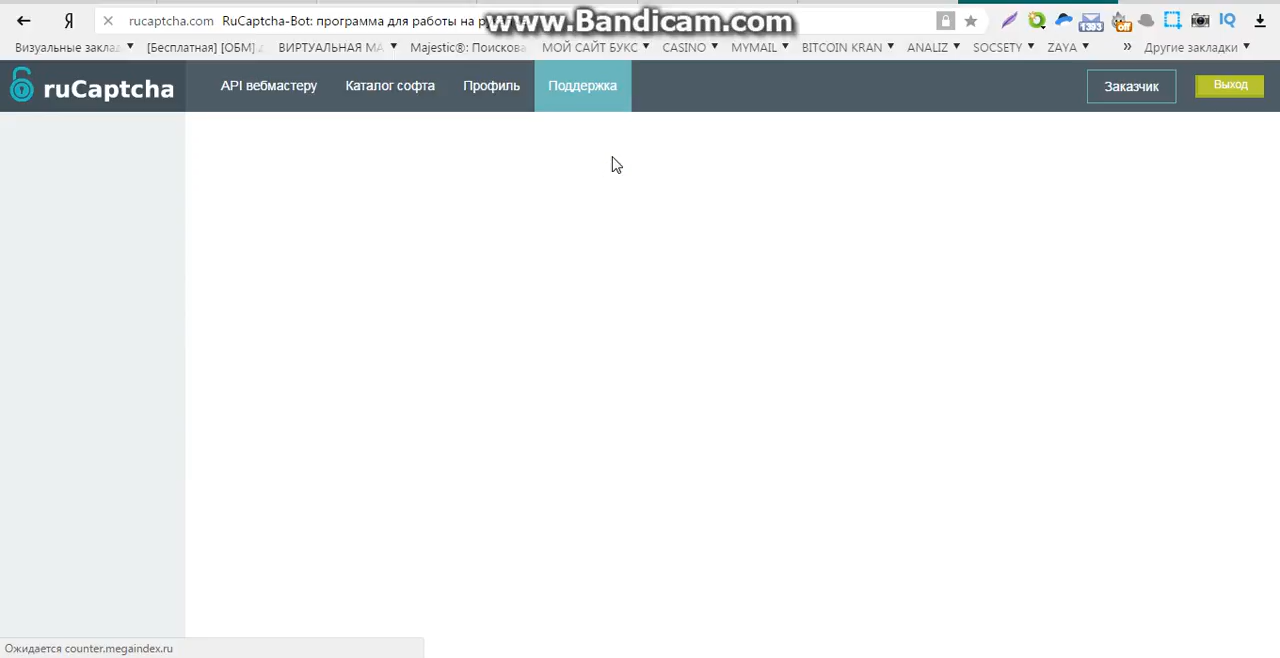 www.Bandicam.com
Я rucaptcha.com RuCaptcha-Bot: программа для работы на
Визуальные заклад [Бесплатная] [ОБМ] ВИРТУАЛЬНАЯ МА Majestic®: Поискова МОЙ САЙТ БУКС CASINO MYMAIL BITCOIN KRAN ANALIZ SOCSETY ZAYA » Другие закладки
ruCaptcha API вебмастеру Каталог софта Профиль Поддержка Заказчик Выход
Ожидается counter.megaindex.ru